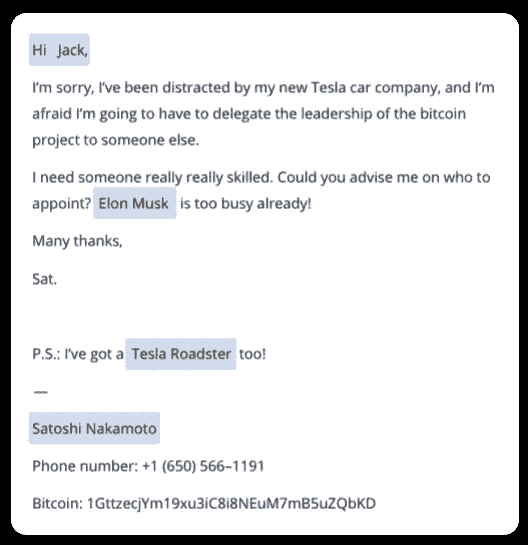 Hi Jack,
I'm sorry, I've been distracted by my new Tesla car company, and I'm
afraid I'm going to have to delegate the leadership of the bitcoin
project to someone else.
I need someone really really skilled. Could you advise me on who to
appoint? Elon Musk is too busy already!
Many thanks,
Sat.
P.S.: I've got a Tesla Roadster too!
—
Satoshi Nakamoto
Phone number: +1 (650) 566–1191
Bitcoin: 1GttzecjYm19xu3iC8i8NEuM7mB5uZQbKD